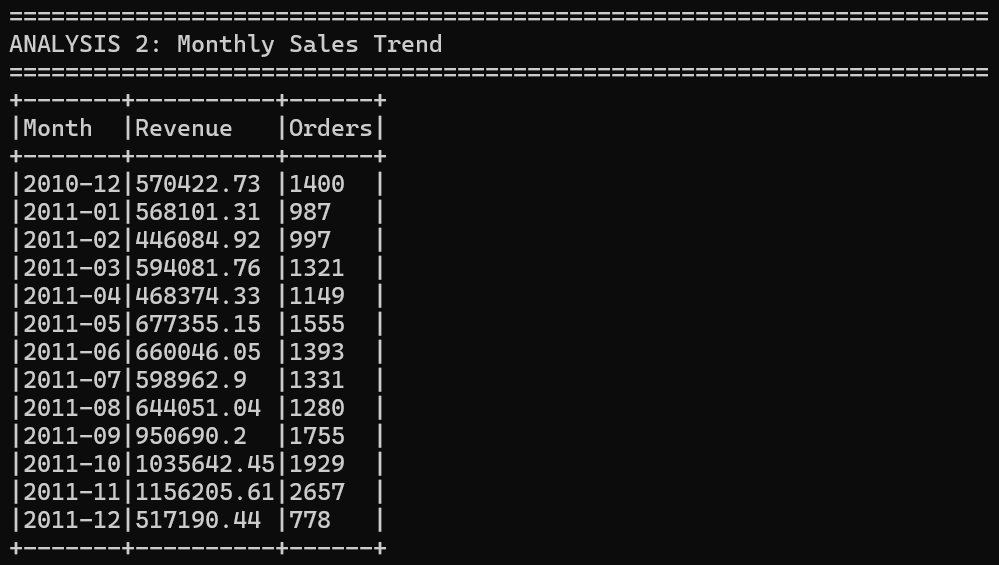 ======================================================================
ANALYSIS 2: Monthly Sales Trend
======================================================================
+-------+----------+------+
|Month  |Revenue   |Orders|
+-------+----------+------+
|2010-12|570422.73 |1400  |
|2011-01|568101.31 |987   |
|2011-02|446084.92 |997   |
|2011-03|594081.76 |1321  |
|2011-04|468374.33 |1149  |
|2011-05|677355.15 |1555  |
|2011-06|660046.05 |1393  |
|2011-07|598962.9  |1331  |
|2011-08|644051.04 |1280  |
|2011-09|950690.2  |1755  |
|2011-10|1035642.45|1929  |
|2011-11|1156205.61|2657  |
|2011-12|517190.44 |778   |
+-------+----------+------+